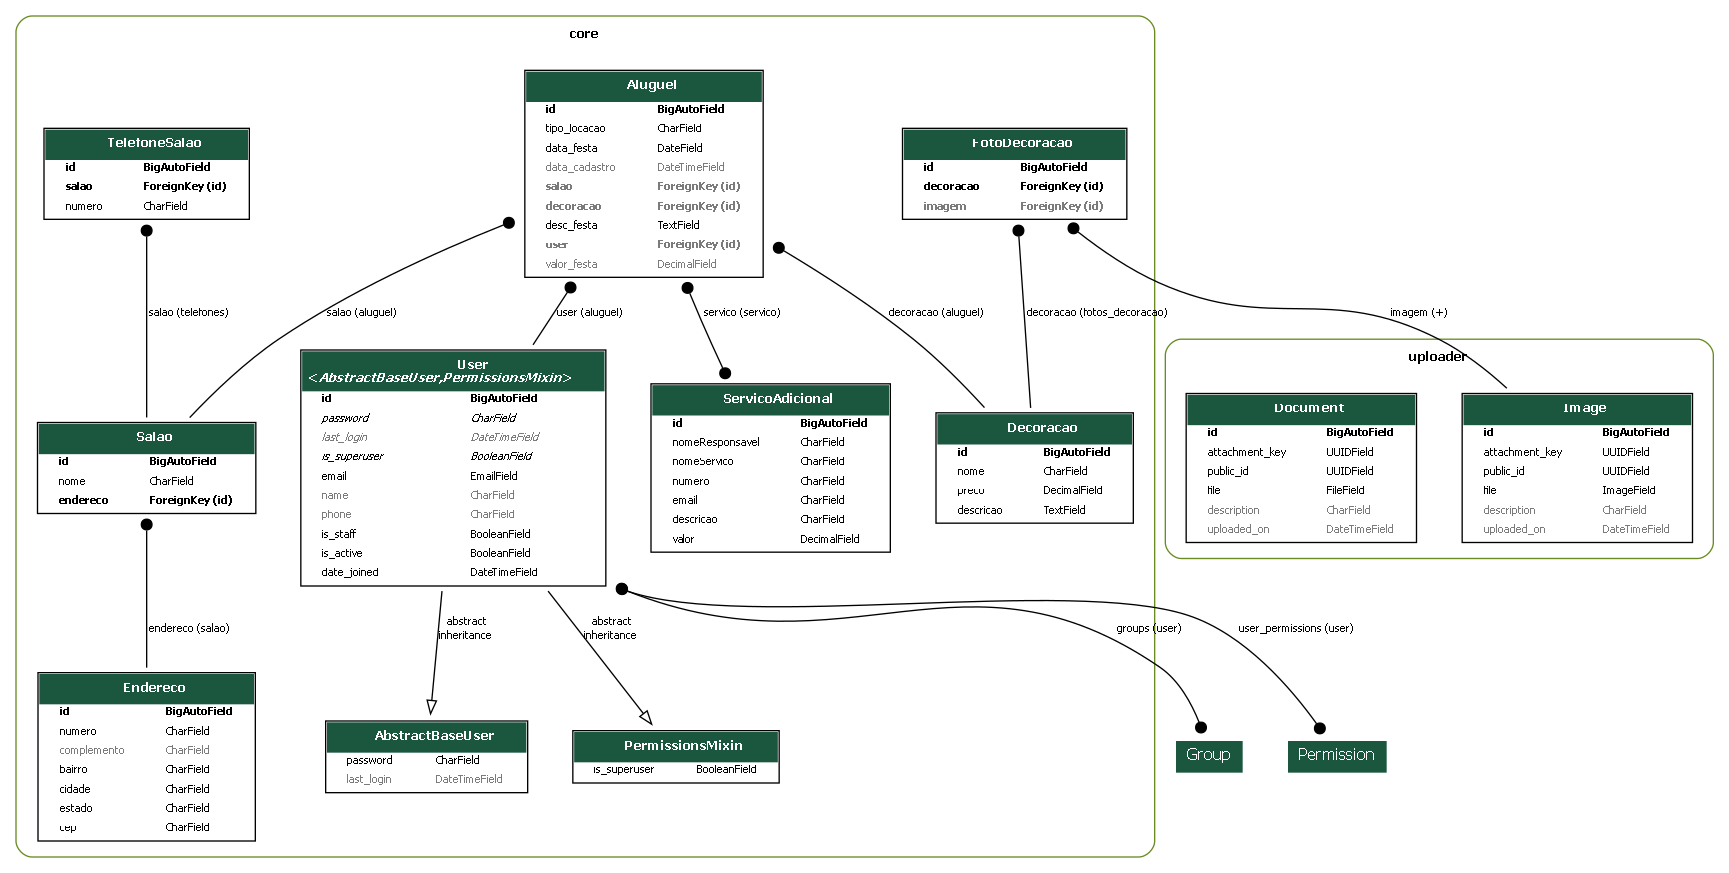 core
Aluguel
id BigAutoField
tipo_locacao CharField
data_festa DateField
data_cadastro DateTimeField
salao ForeignKey (id)
decoracao ForeignKey (id)
desc_festa TextField
user ForeignKey (id)
valor_festa DecimalField
TelefoneSalao
id BigAutoField
salao ForeignKey (id)
numero CharField
FotoDecoracao
id BigAutoField
decoracao ForeignKey (id)
imagem ForeignKey (id)
salao (telefones)
salao (aluguel)
user (aluguel)
servico (servico)
decoracao (aluguel)
decoracao (fotos_decoracao)
imagem (+)
User
<AbstractBaseUser,PermissionsMixin>
id BigAutoField
password CharField
last_login DateTimeField
is_superuser BooleanField
email EmailField
name CharField
phone CharField
is_staff BooleanField
is_active BooleanField
date_joined DateTimeField
ServicoAdicional
id BigAutoField
nomeResponsavel CharField
nomeServico CharField
numero CharField
email CharField
descricao CharField
valor DecimalField
Salao
id BigAutoField
nome CharField
endereco ForeignKey (id)
Decoracao
id BigAutoField
nome CharField
preco DecimalField
descricao TextField
uploader
Document
id BigAutoField
attachment_key UUIDField
public_id UUIDField
file FileField
description CharField
uploaded_on DateTimeField
Image
id BigAutoField
attachment_key UUIDField
public_id UUIDField
file ImageField
description CharField
uploaded_on DateTimeField
endereco (salao)
abstract
inheritance
abstract
inheritance
groups (user)
user_permissions (user)
Endereco
id BigAutoField
numero CharField
complemento CharField
bairro CharField
cidade CharField
estado CharField
cep CharField
AbstractBaseUser
password CharField
last_login DateTimeField
PermissionsMixin
is_superuser BooleanField
Group
Permission